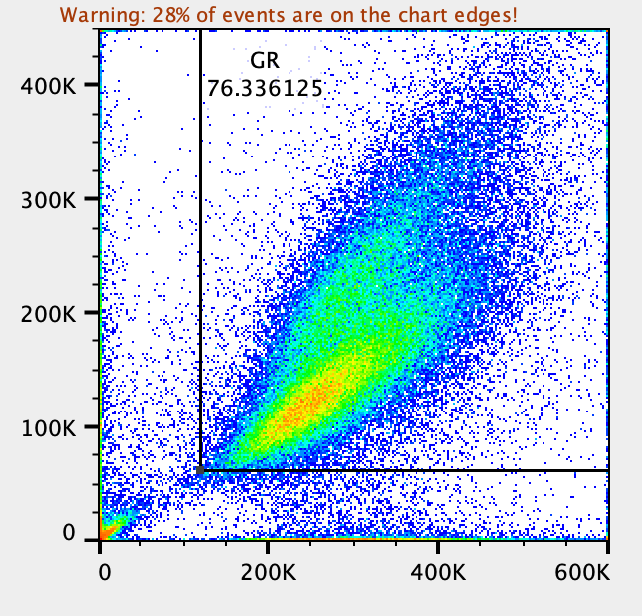 Warning: 28% of events are on the chart edges!
GR
76.336125
400K
300K
200K
100K
0
0
200K
400K
600K